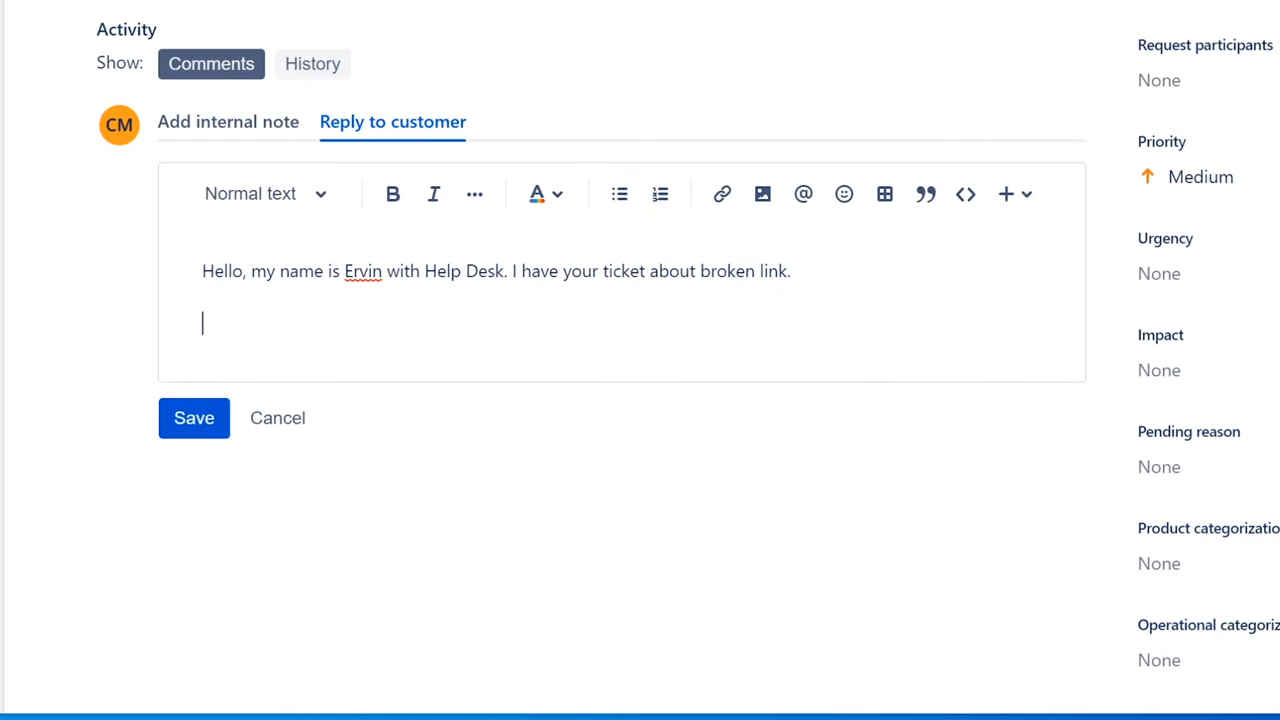 Activity
Show: Comments History
CM Add internal note Reply to customer
Normal text B I ... A @ <> +
Hello, my name is Ervin with Help Desk. I have your ticket about broken link.
Save Cancel
Request participants
None
Priority
Medium
Urgency
None
Impact
None
Pending reason
None
Product categorizatio
None
Operational categoriz
None